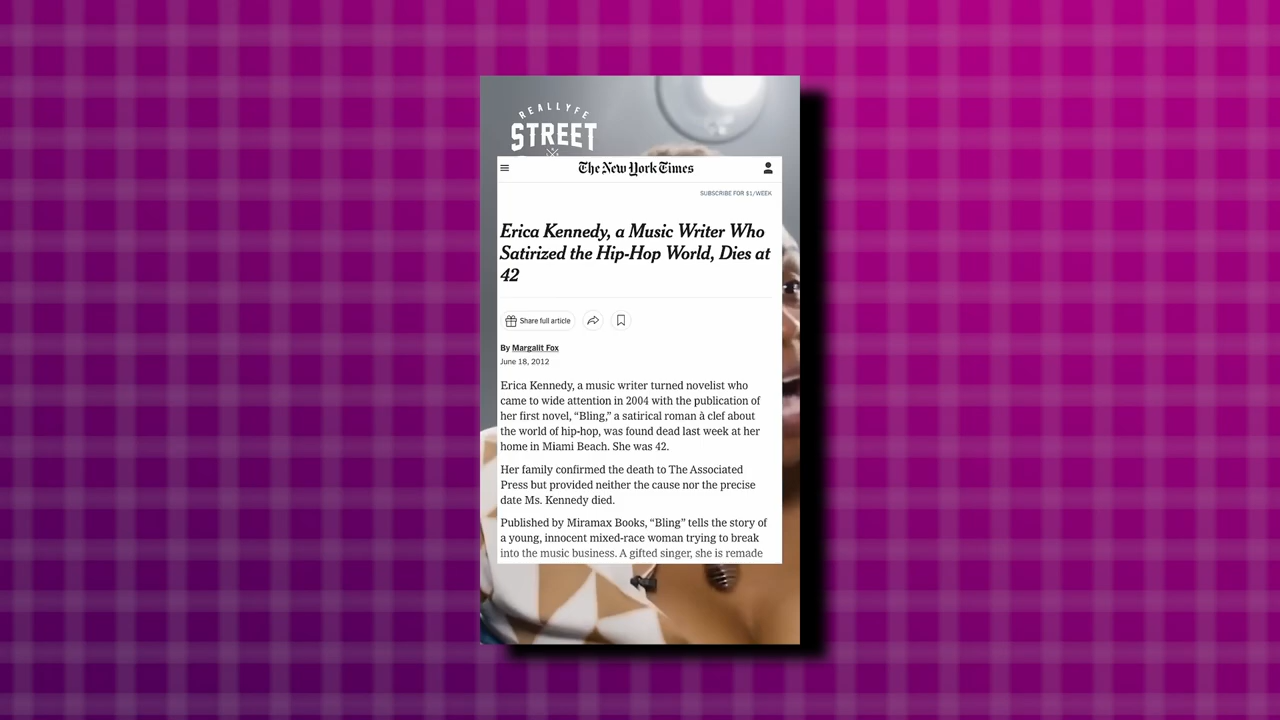 REALLYFE
STREET
The New York Times
SUBSCRIBE FOR $1/WEEK
Erica Kennedy, a Music Writer Who
Satirized the Hip-Hop World, Dies at
42
Share full article
By Margalit Fox
June 18, 2012
Erica Kennedy, a music writer turned novelist who
came to wide attention in 2004 with the publication of
her first novel, “Bling,” a satirical roman à clef about
the world of hip-hop, was found dead last week at her
home in Miami Beach. She was 42.
Her family confirmed the death to The Associated
Press but provided neither the cause nor the precise
date Ms. Kennedy died.
Published by Miramax Books, “Bling” tells the story of
a young, innocent mixed-race woman trying to break
into the music business. A gifted singer, she is remade